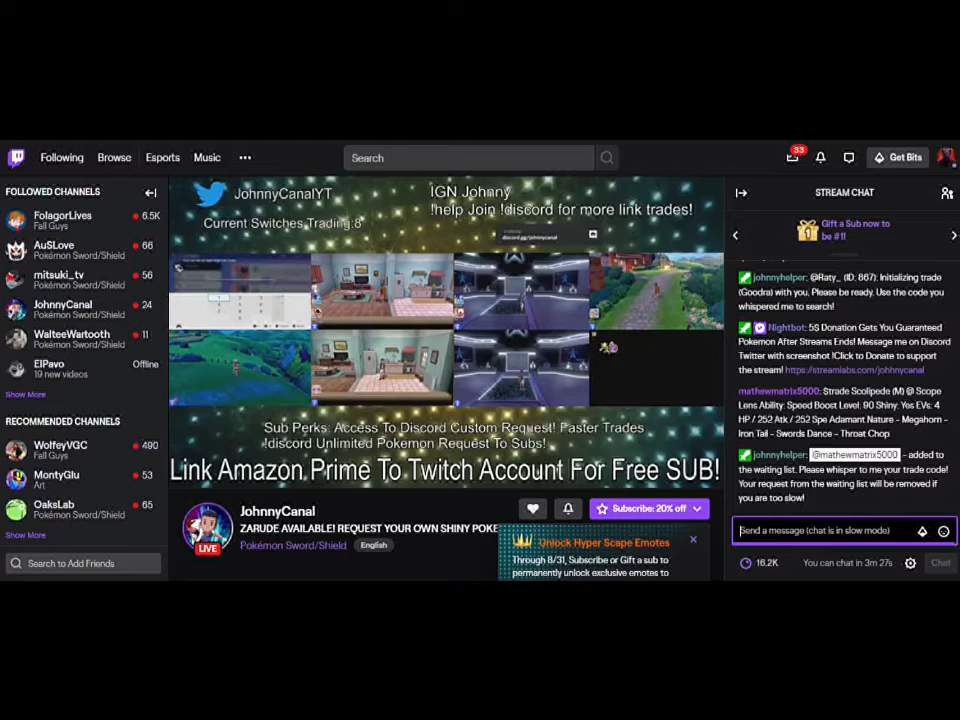 Following Browse Esports Music ••• Search 33 Get Bits
FOLLOWED CHANNELS
FolagorLives 6.5K
Fall Guys
AuSLove 66
Pokémon Sword/Shield
mitsuki_tv 56
Pokémon Sword/Shield
JohnnyCanal 24
Pokémon Sword/Shield
WalteeWartooth 11
Pokémon Sword/Shield
ElPavo Offline
19 new videos
Show More
RECOMMENDED CHANNELS
WolfeyVGC 490
Fall Guys
MontyGlu 53
Art
OaksLab 65
Pokémon Sword/Shield
Show More
Search to Add Friends
JohnnyCanalYT
Current Switches Trading:8
IGN Johany
!help Join !discord for more link trades!
discord.gg/johnnycanal
Sub Perks: Access To Discord Custom Request! Faster Trades
!discord Unlimited Pokemon Request To Subs!
Link Amazon Prime To Twitch Account For Free SUB!
LIVE
JohnnyCanal
ZARUDE AVAILABLE! REQUEST YOUR OWN SHINY POKE
Pokémon Sword/Shield English
Subscribe: 20% off
Unlock Hyper Scape Emotes
Through 8/31, Subscribe or Gift a sub to
permanently unlock exclusive emotes to
STREAM CHAT
1
Gift a Sub now to
be #1!
johnnyhelper: @Raty_ (ID: 867): Initializing trade
(Goodra) with you. Please be ready. Use the code you
whispered me to search!
Nightbot: 5$ Donation Gets You Guaranteed
Pokemon After Streams Ends! Message me on Discord
Twitter with screenshot !Click to Donate to support
the stream! https://streamlabs.com/johhnycanal
mathewmatrix5000: $trade Scolipede (M) @ Scope
Lens Ability: Speed Boost Level: 90 Shiny: Yes EVs: 4
HP / 252 Atk / 252 Spe Adamant Nature - Megahorn -
Iron Tail - Swords Dance - Throat Chop
johnnyhelper: @mathewmatrix5000 - added to
the waiting list. Please whisper to me your trade code!
Your request from the waiting list will be removed if
you are too slow!
Send a message (chat is in slow mode)
16.2K You can chat in 3m 27s Chat